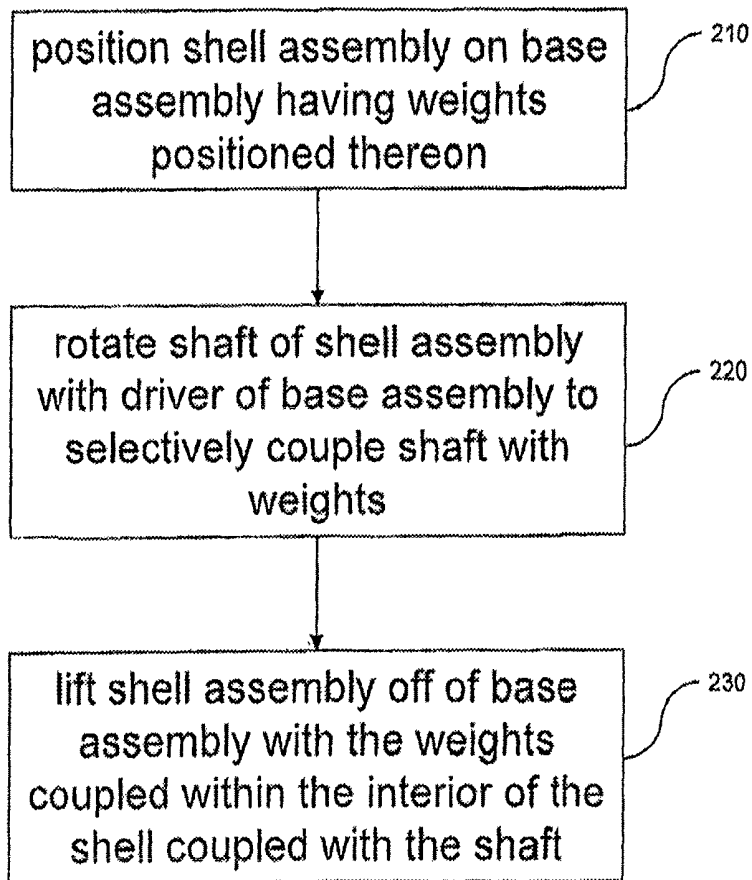 position shell assembly on base
assembly having weights
positioned thereon
210
rotate shaft of shell assembly
with driver of base assembly to
selectively couple shaft with
weights
220
lift shell assembly off of base
assembly with the weights
coupled within the interior of the
shell coupled with the shaft
230